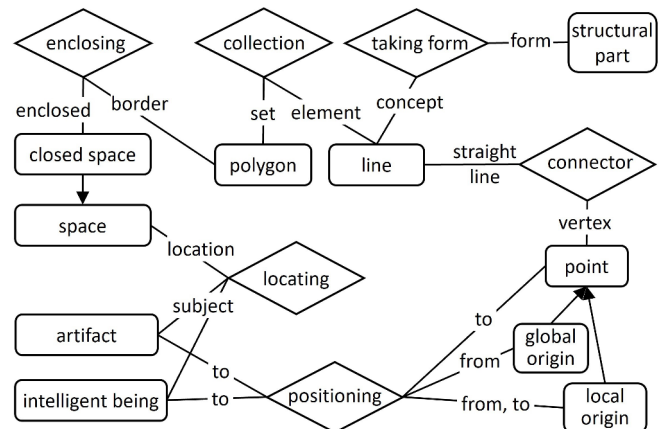 enclosing
collection
taking form
form
structural
part
enclosed
border
set
element
concept
closed space
polygon
line
straight
line
connector
vertex
space
location
locating
point
subject
artifact
to
to
from
global
origin
intelligent being
to
positioning
from, to
local
origin